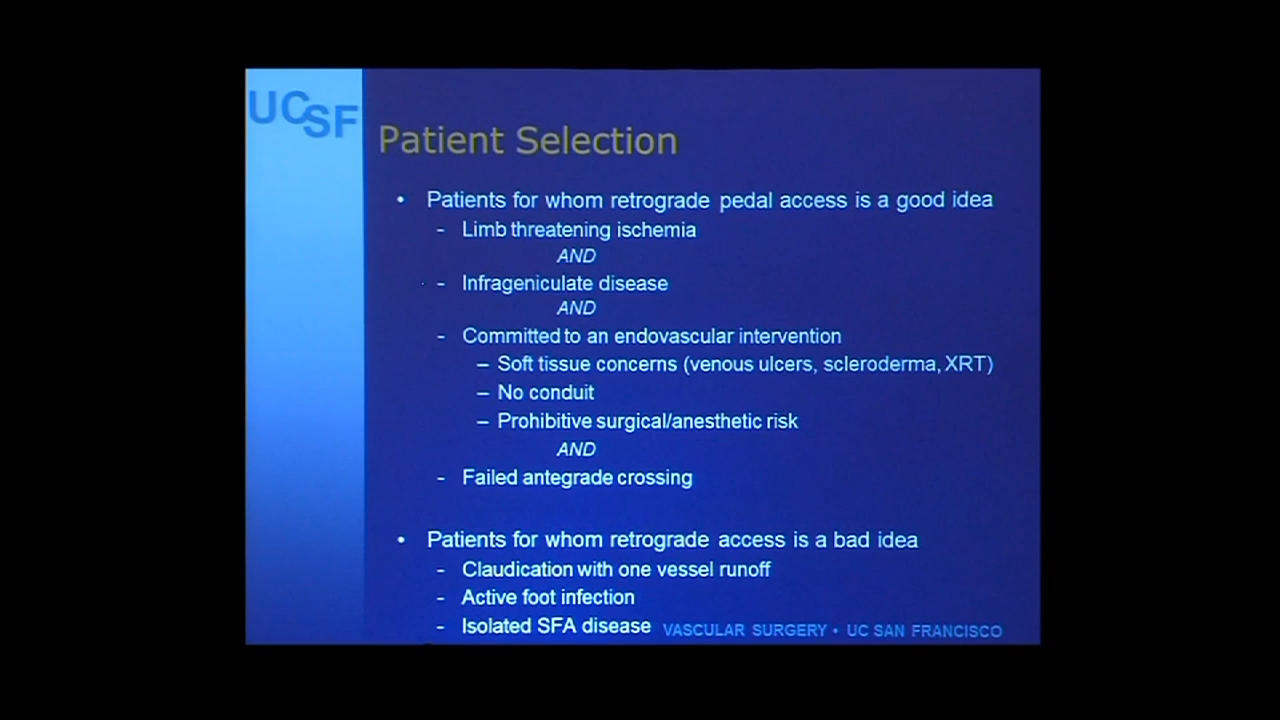 UCSF
Patient Selection
• Patients for whom retrograde pedal access is a good idea
- Limb threatening ischemia
AND
- Infrageniculate disease
AND
- Committed to an endovascular intervention
– Soft tissue concerns (venous ulcers, scleroderma, XRT)
– No conduit
– Prohibitive surgical/anesthetic risk
AND
- Failed antegrade crossing
• Patients for whom retrograde access is a bad idea
- Claudication with one vessel runoff
- Active foot infection
- Isolated SFA disease
VASCULAR SURGERY • UC SAN FRANCISCO